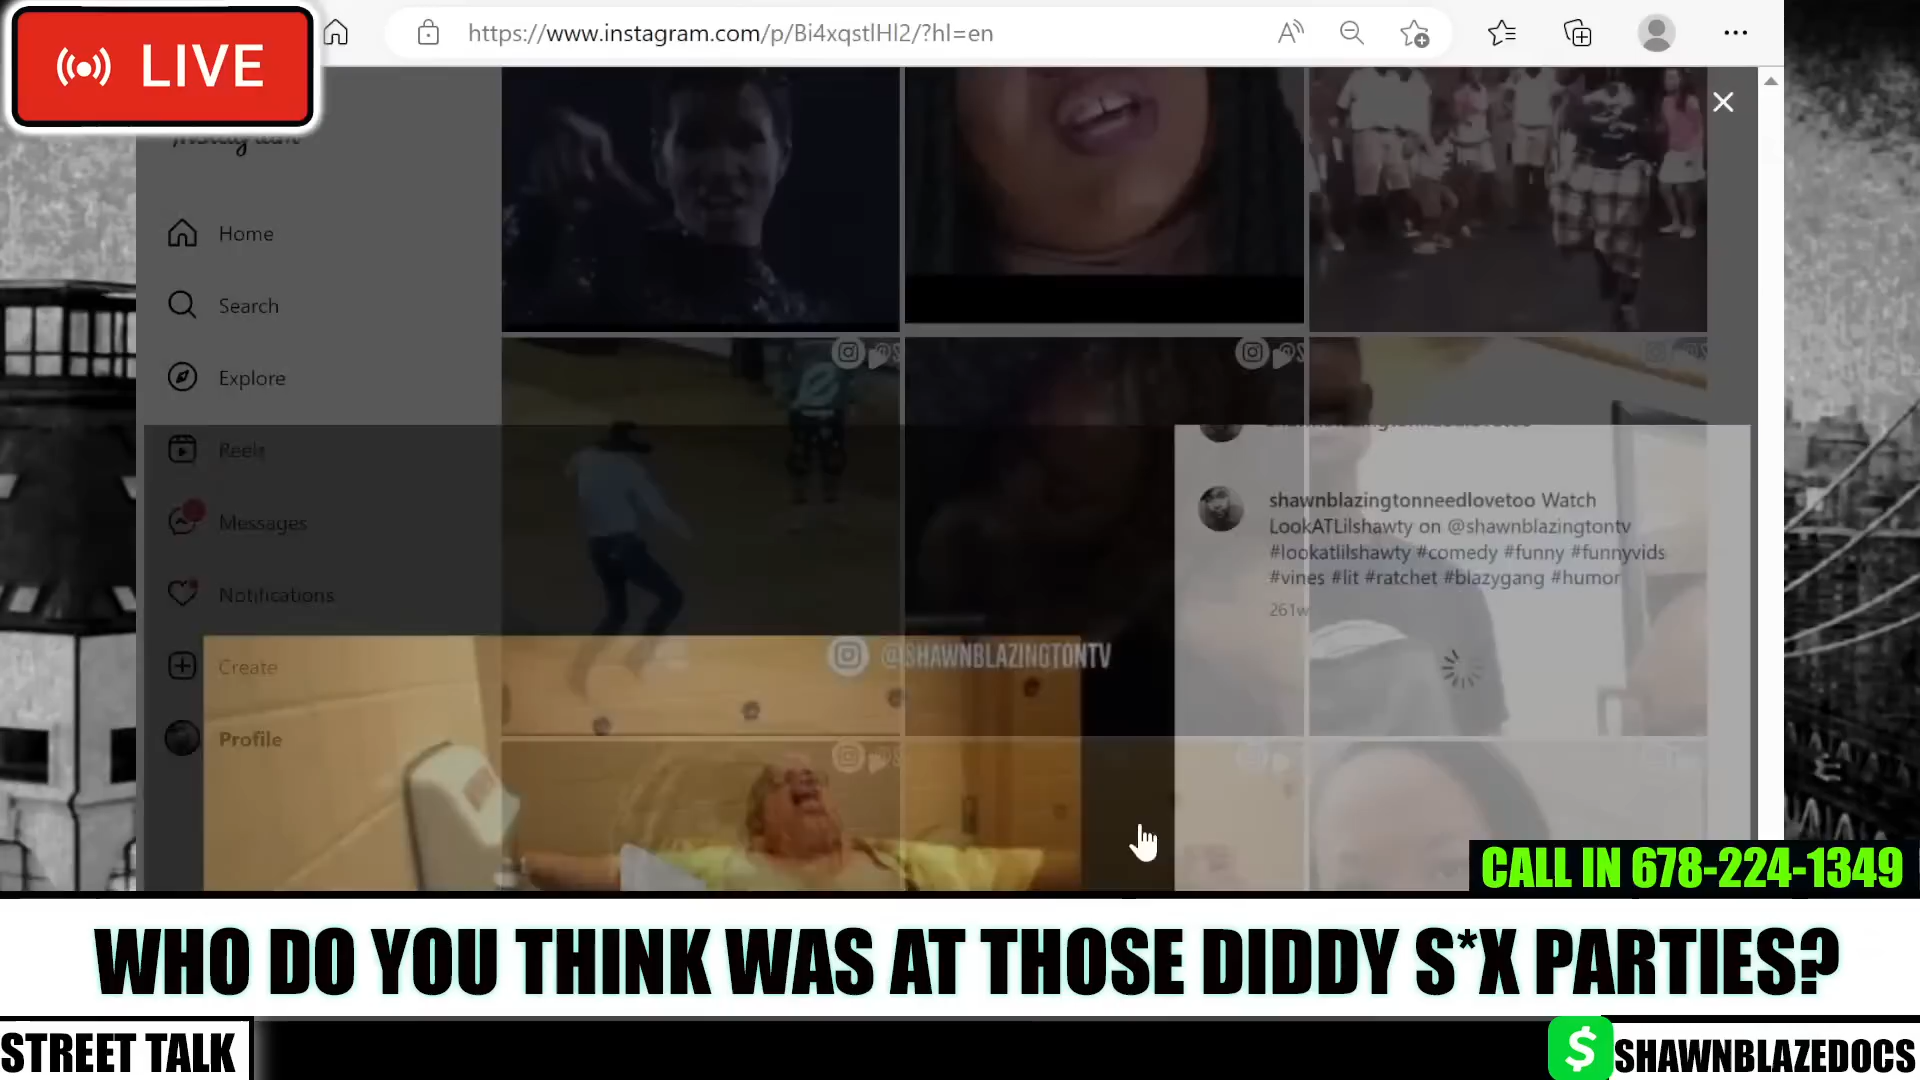 LIVE
https://www.instagram.com/p/Bi4xqstlHl2/?hl=en
Instagram
Home
Search
Explore
Reels
Messages
Notifications
Create
Profile
shawnblazingtonneedlovetoo Watch
LookATLilshawty on @shawnblazingtontv
#lookatlilshawty #comedy #funny #funnyvids
#vines #lit #ratchet #blazygang #humor
261w
@SHAWNBLAZINGTONTV
CALL IN 678-224-1349
WHO DO YOU THINK WAS AT THOSE DIDDY S*X PARTIES?
STREET TALK
$ SHAWNBLAZEDOCS